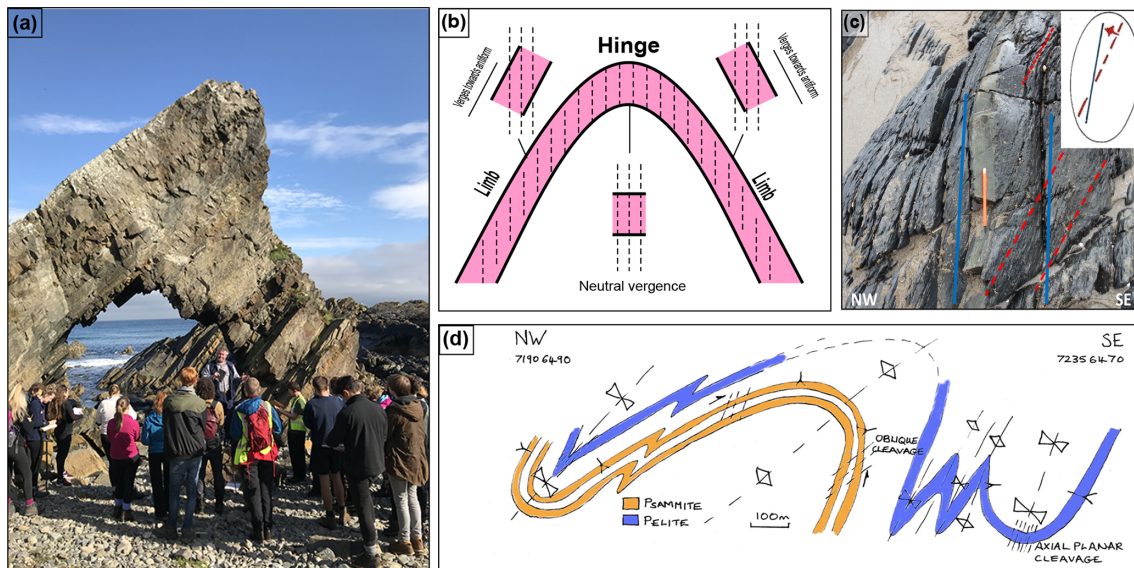 (a)
(b)
Hinge
Verges towards antiform
Verges towards antiform
Limb
Limb
Neutral vergence
(c)
NW
SE
(d)
NW
7190 6490
SE
7235 6470
OBLIQUE
CLEAVAGE
PSAMMITE
PELITE
100m
AXIAL PLANAR
CLEAVAGE